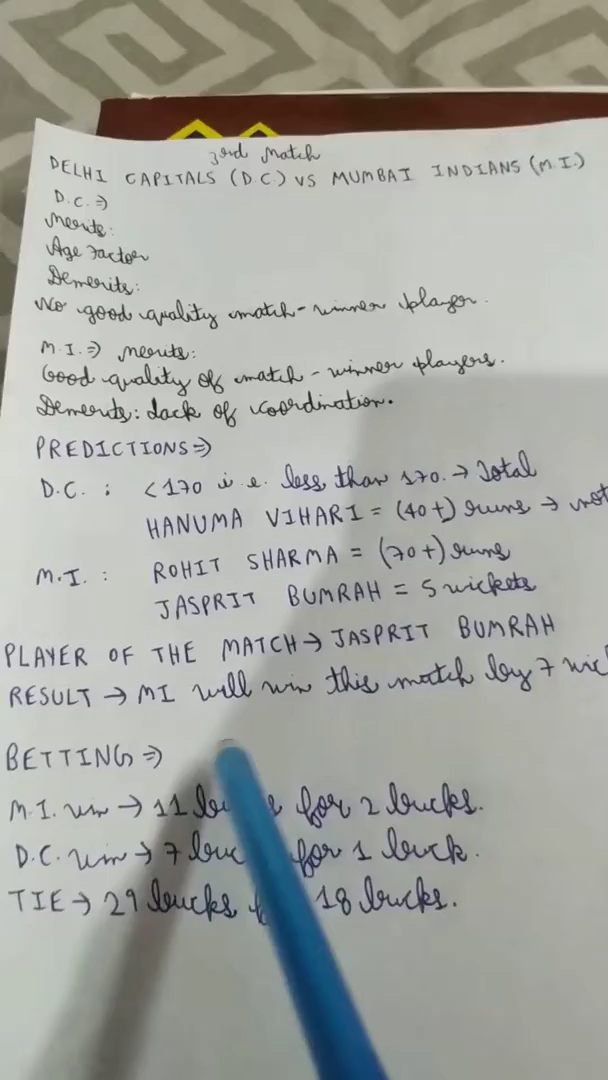 3rd Match
DELHI CAPITALS (D.C.) VS MUMBAI INDIANS (M.I.)
D.C. ⇒
Merits:
Age Factor
Demerits:
No good quality match-winner player.
M.I. ⇒ Merits:
Good quality of match-winner players.
Demerits: Lack of coordination.
PREDICTIONS ⇒
D.C. : <170 i.e. less than 170. → Total
HANUMA VIHARI = (40+) runs → not
M.I. : ROHIT SHARMA = (70+) runs
JASPRIT BUMRAH = 5 wickets
PLAYER OF THE MATCH → JASPRIT BUMRAH
RESULT → MI will win this match by 7 wic
BETTING ⇒
M.I. win → 11 for 2 bucks.
D.C. win → 7 for 1 buck.
TIE → 29 bucks 18 bucks.